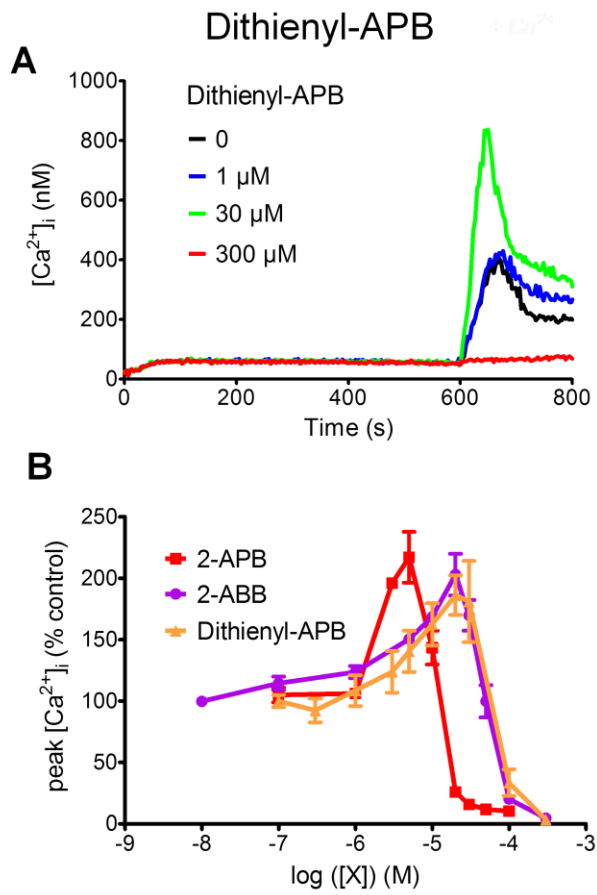 Dithienyl-APB
+ Ca²⁺
A
Dithienyl-APB
0
1 µM
30 µM
300 µM
[Ca²⁺]i (nM)
1000
800
600
400
200
0
0 200 400 600 800
Time (s)
B
2-APB
2-ABB
Dithienyl-APB
peak [Ca²⁺]i (% control)
250
200
150
100
50
0
-9 -8 -7 -6 -5 -4 -3
log ([X]) (M)